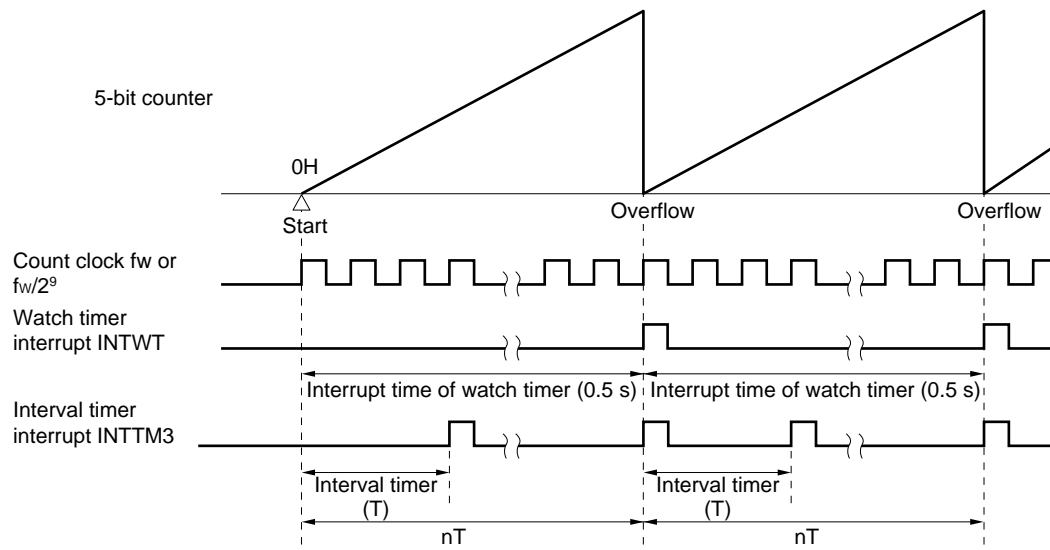 5-bit counter
0H
Start
Overflow
Overflow
Count clock fw or
fw/2⁹
Watch timer
interrupt INTWT
Interrupt time of watch timer (0.5 s)
Interrupt time of watch timer (0.5 s)
Interval timer
interrupt INTTM3
Interval timer
(T)
Interval timer
(T)
nT
nT